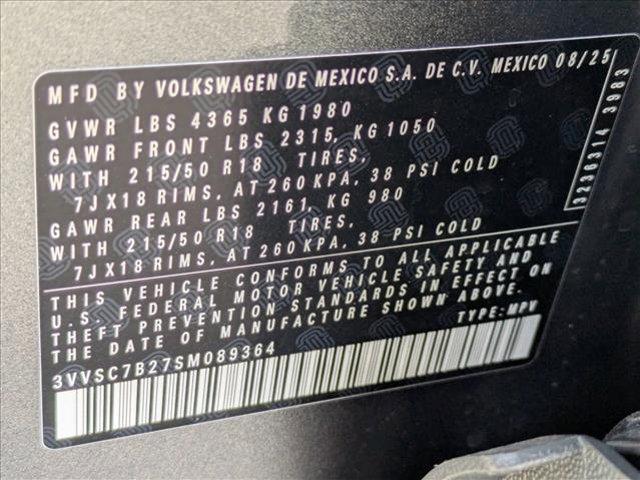 MFD BY VOLKSWAGEN DE MEXICO S.A. DE C.V. MEXICO 08/25
GVWR LBS 4365 KG 1980
GAWR FRONT LBS 2315, KG 1050
WITH 215/50 R18 TIRES,
7JX18 RIMS, AT 260 KPA, 38 PSI COLD
GAWR REAR LBS 2161, KG 980
WITH 215/50 R18 TIRES,
7JX18 RIMS, AT 260 KPA, 38 PSI COLD
THIS VEHICLE CONFORMS TO ALL APPLICABLE
U.S. FEDERAL MOTOR VEHICLE SAFETY AND
THEFT PREVENTION STANDARDS IN EFFECT ON
THE DATE OF MANUFACTURE SHOWN ABOVE.
TYPE:MPV
3VVSC7B27SM089364
3236314 3983